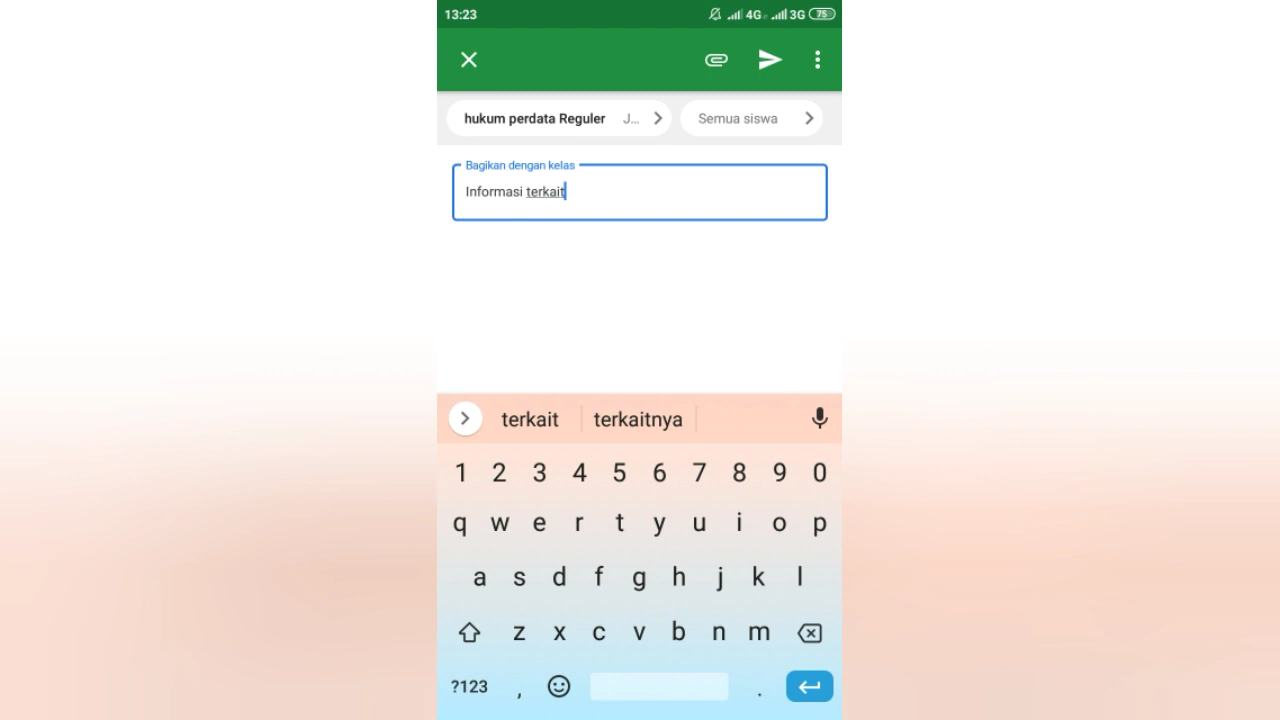 13:23 4G 3G 75
hukum perdata Reguler J... Semua siswa
Bagikan dengan kelas
Informasi terkait
terkait terkaitnya
1 2 3 4 5 6 7 8 9 0
q w e r t y u i o p
a s d f g h j k l
z x c v b n m
?123 , .